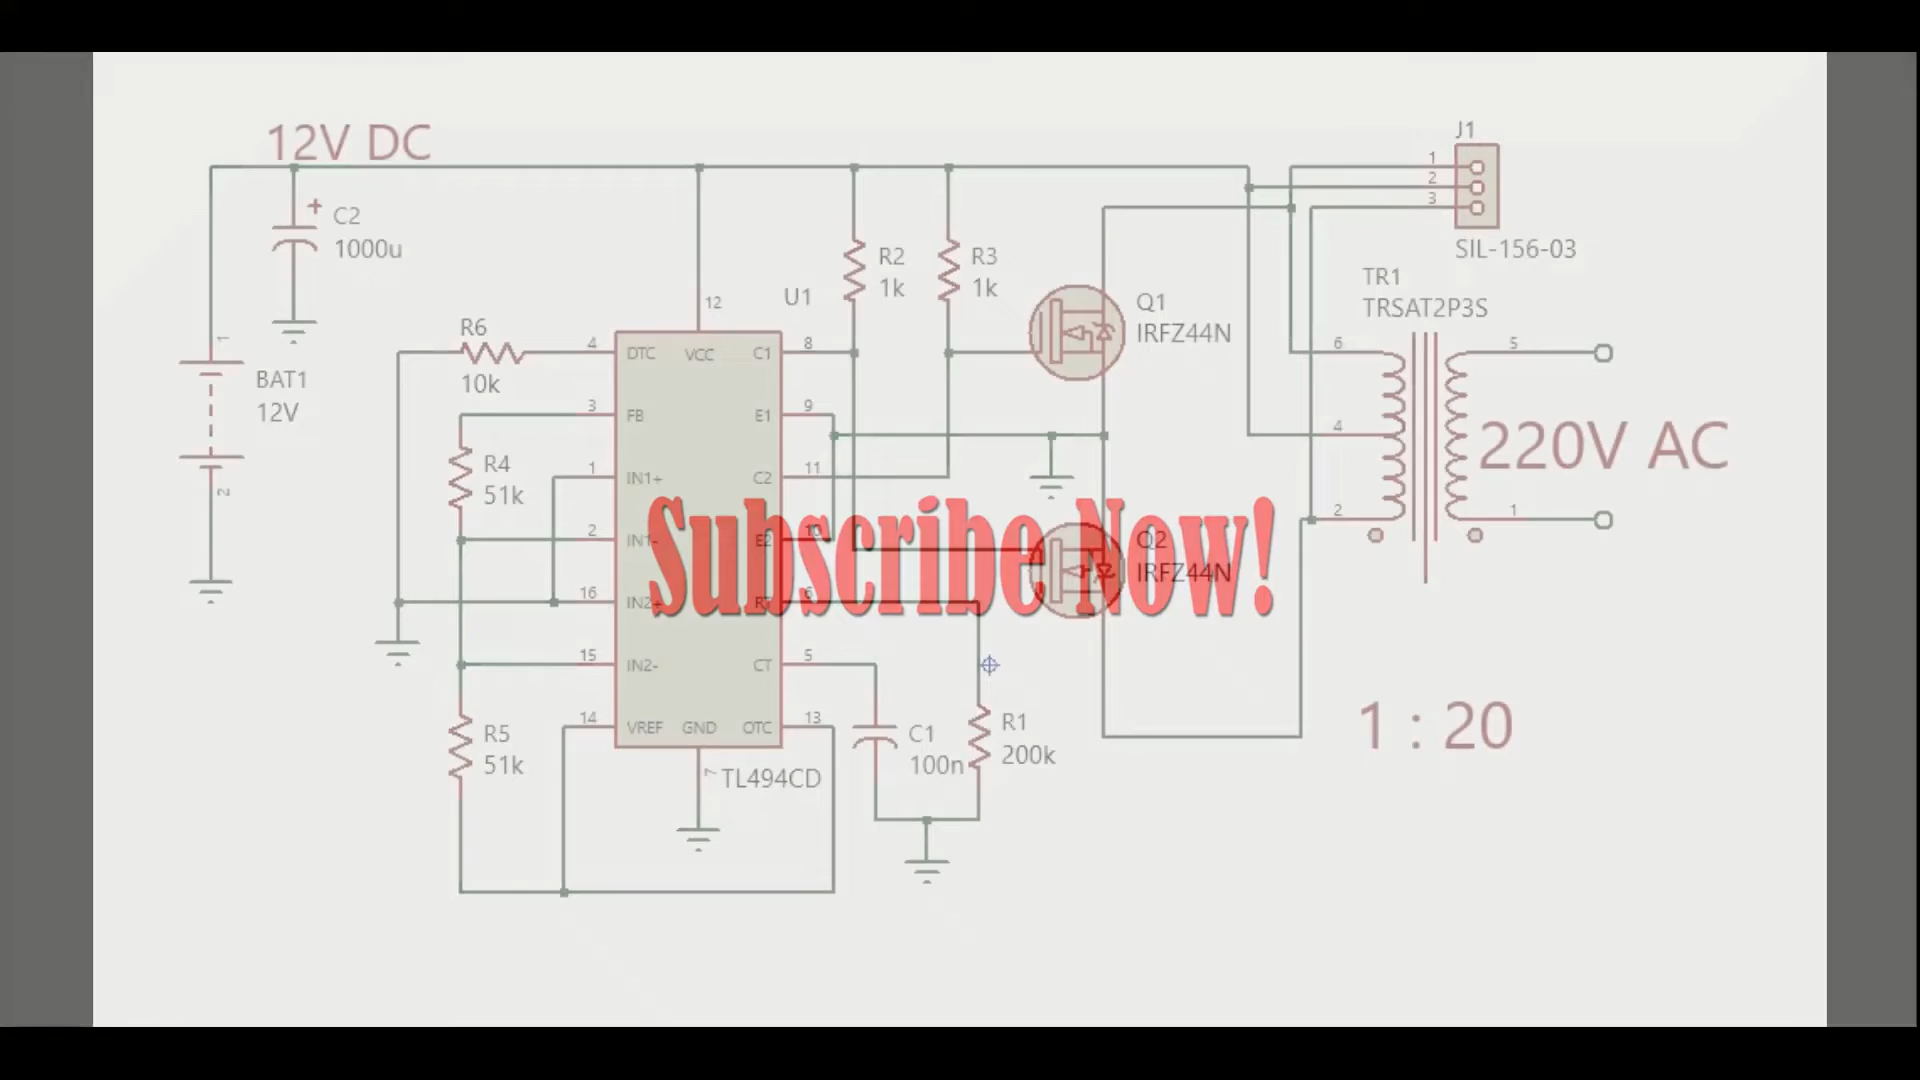 12V DC
J1
1
2
3
SIL-156-03
+
C2
1000u
R2
1k
R3
1k
TR1
TRSAT2P3S
Q1
IRFZ44N
12
U1
R6
10k
4
DTC
VCC
C1
8
6
5
1
BAT1
12V
2
3
FB
E1
9
4
220V AC
R4
51k
1
IN1+
C2
11
2
1
Subscribe Now!
2
IN1-
E2
10
Q2
IRFZ44N
16
IN2+
RT
6
15
IN2-
CT
5
14
VREF
GND
OTC
13
R5
51k
C1
100n
R1
200k
1 : 20
7
TL494CD